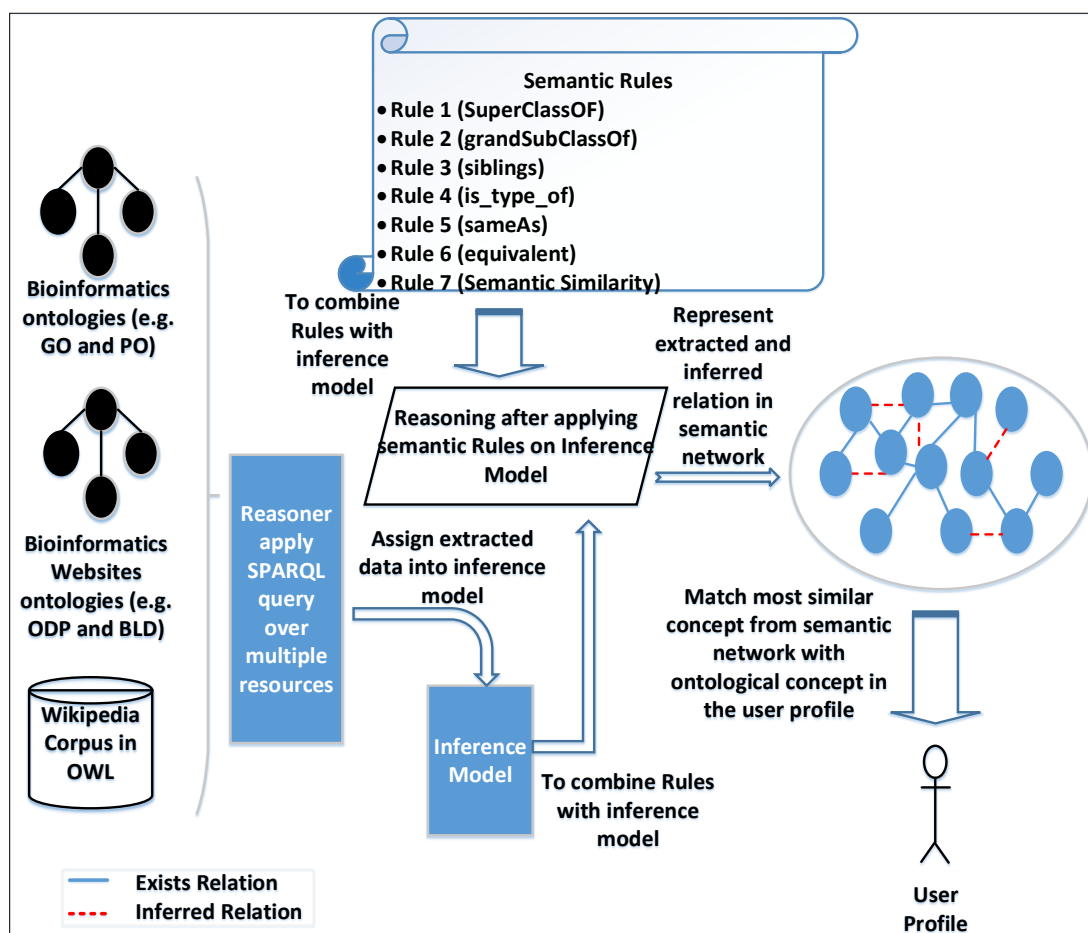 Semantic Rules
• Rule 1 (SuperClassOF)
• Rule 2 (grandSubClassOf)
• Rule 3 (siblings)
• Rule 4 (is_type_of)
• Rule 5 (sameAs)
• Rule 6 (equivalent)
• Rule 7 (Semantic Similarity)
Bioinformatics
ontologies (e.g.
GO and PO)
To combine
Rules with
inference
model
Represent
extracted and
inferred
relation in
semantic
network
Reasoning after applying
semantic Rules on Inference
Model
Bioinformatics
Websites
ontologies (e.g.
ODP and BLD)
Reasoner
apply
SPARQL
query
over
multiple
resources
Assign extracted
data into inference
model
Match most similar
concept from semantic
network with
ontological concept in
the user profile
Wikipedia
Corpus in
OWL
Inference
Model
To combine Rules
with inference
model
Exists Relation
Inferred Relation
User
Profile